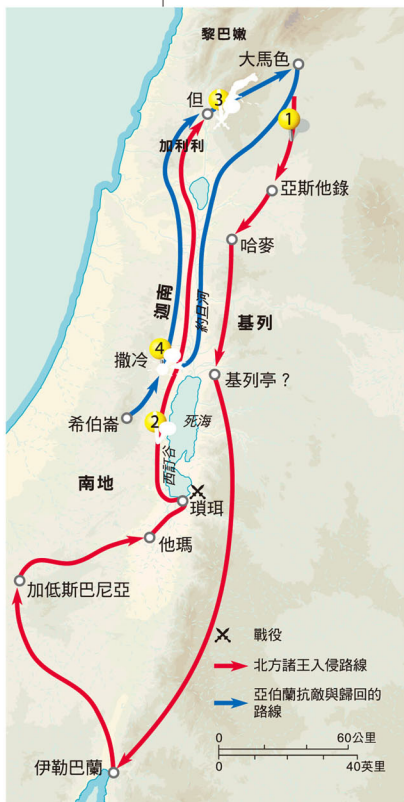 黎巴嫩
大馬色
但
3
1
加利利
亞斯他錄
哈麥
迦南
約旦河
基列
4
撒冷
基列亭？
希伯崙
2
死海
西訂谷
南地
瑣珥
他瑪
加低斯巴尼亞
戰役
北方諸王入侵路線
亞伯蘭抗敵與歸回的
路線
0 60公里
0 40英里
伊勒巴蘭